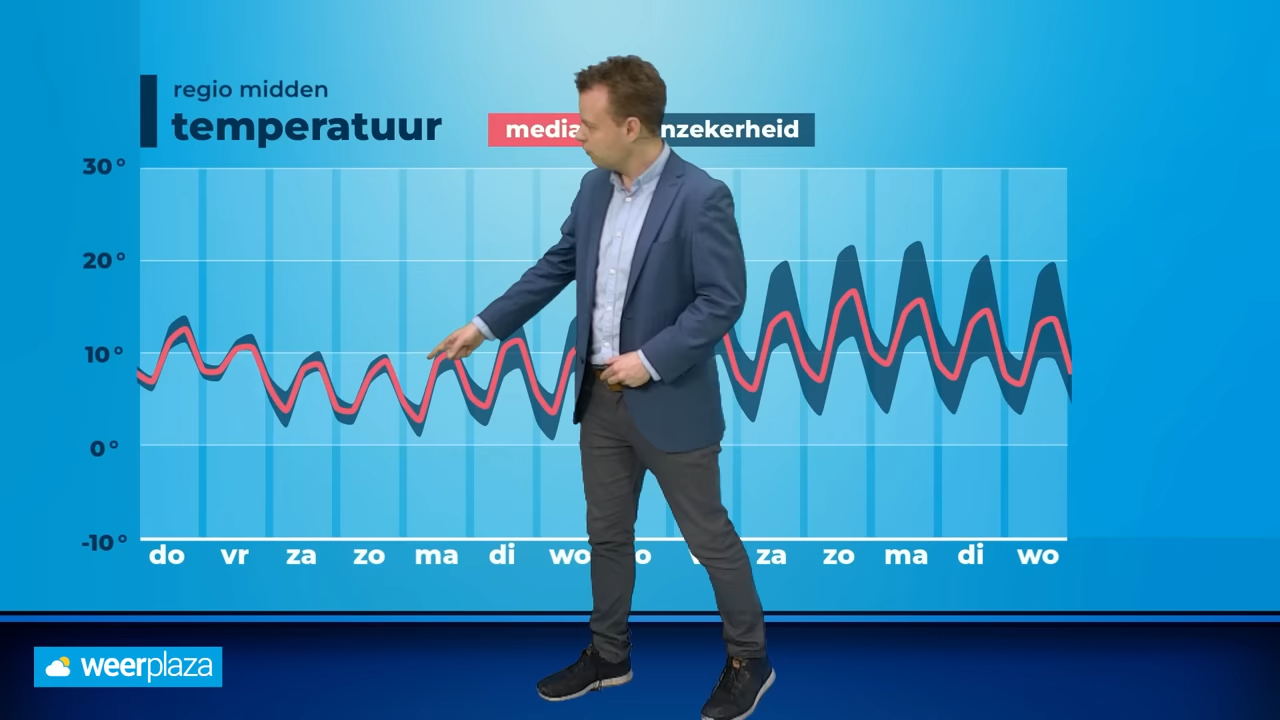 regio midden
temperatuur
media nzekerheid
30°
20°
10°
0°
-10°
do vr za zo ma di wo o za zo ma di wo
weerplaza